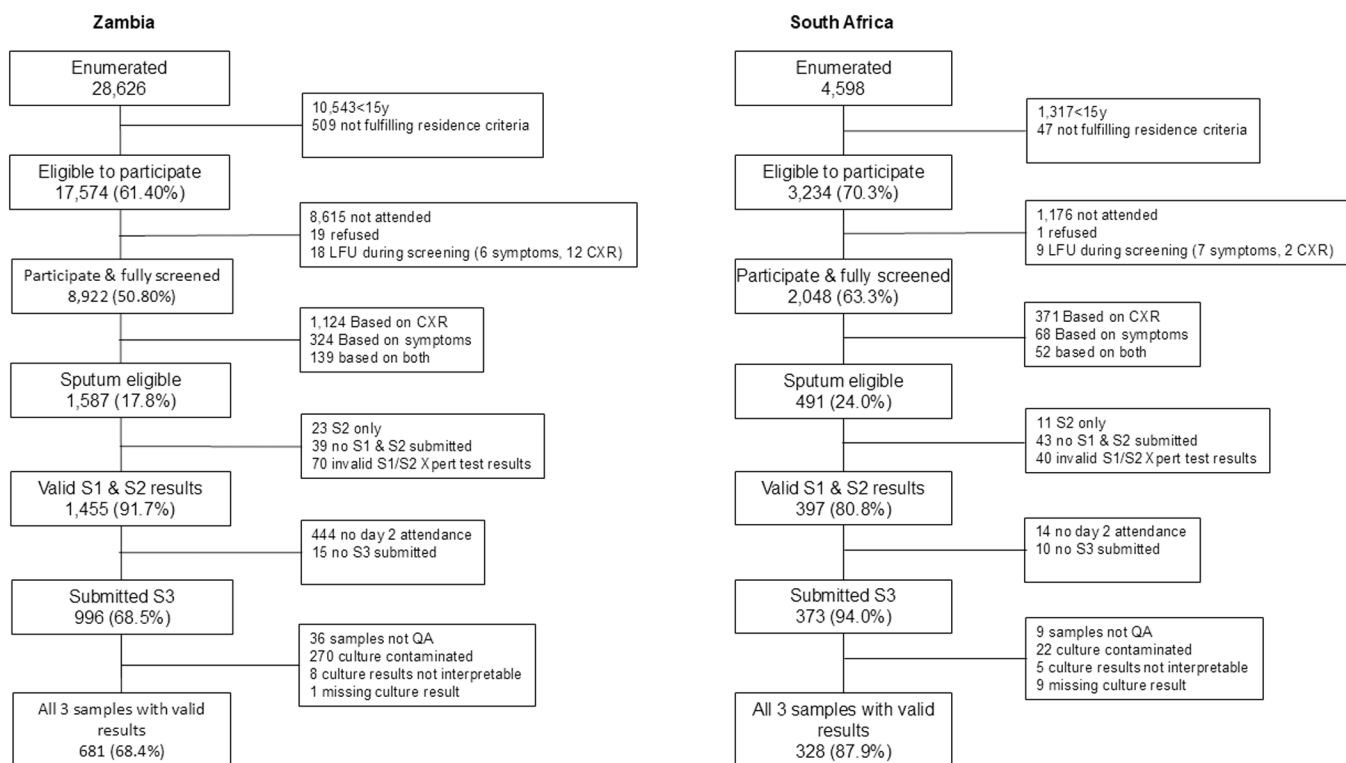 Zambia
Enumerated
28,626
10,543<15y
509 not fulfilling residence criteria
Eligible to participate
17,574 (61.40%)
8,615 not attended
19 refused
18 LFU during screening (6 symptoms, 12 CXR)
Participate & fully screened
8,922 (50.80%)
1,124 Based on CXR
324 Based on symptoms
139 based on both
Sputum eligible
1,587 (17.8%)
23 S2 only
39 no S1 & S2 submitted
70 invalid S1/S2 Xpert test results
Valid S1 & S2 results
1,455 (91.7%)
444 no day 2 attendance
15 no S3 submitted
Submitted S3
996 (68.5%)
36 samples not QA
270 culture contaminated
8 culture results not interpretable
1 missing culture result
All 3 samples with valid
results
681 (68.4%)
South Africa
Enumerated
4,598
1,317<15y
47 not fulfilling residence criteria
Eligible to participate
3,234 (70.3%)
1,176 not attended
1 refused
9 LFU during screening (7 symptoms, 2 CXR)
Participate & fully screened
2,048 (63.3%)
371 Based on CXR
68 Based on symptoms
52 based on both
Sputum eligible
491 (24.0%)
11 S2 only
43 no S1 & S2 submitted
40 invalid S1/S2 Xpert test results
Valid S1 & S2 results
397 (80.8%)
14 no day 2 attendance
10 no S3 submitted
Submitted S3
373 (94.0%)
9 samples not QA
22 culture contaminated
5 culture results not interpretable
9 missing culture result
All 3 samples with valid
results
328 (87.9%)